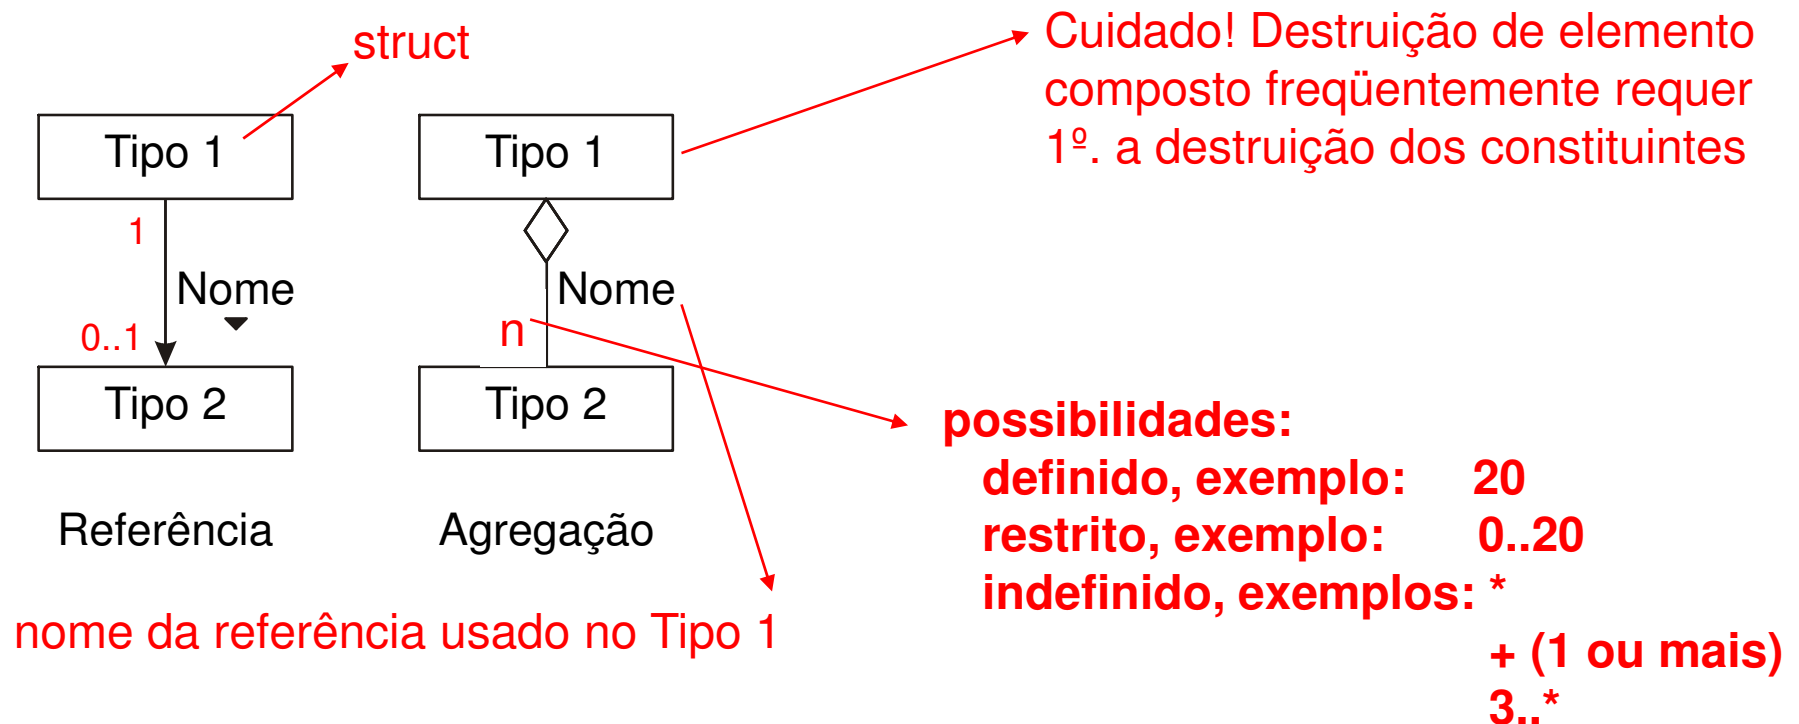 struct
Cuidado! Destruição de elemento
composto freqüentemente requer
1º. a destruição dos constituintes
Tipo 1
Tipo 1
1
Nome
Nome
0..1
n
Tipo 2
Tipo 2
Referência
Agregação
nome da referência usado no Tipo 1
possibilidades:
definido, exemplo: 20
restrito, exemplo: 0..20
indefinido, exemplos: *
+ (1 ou mais)
3..*